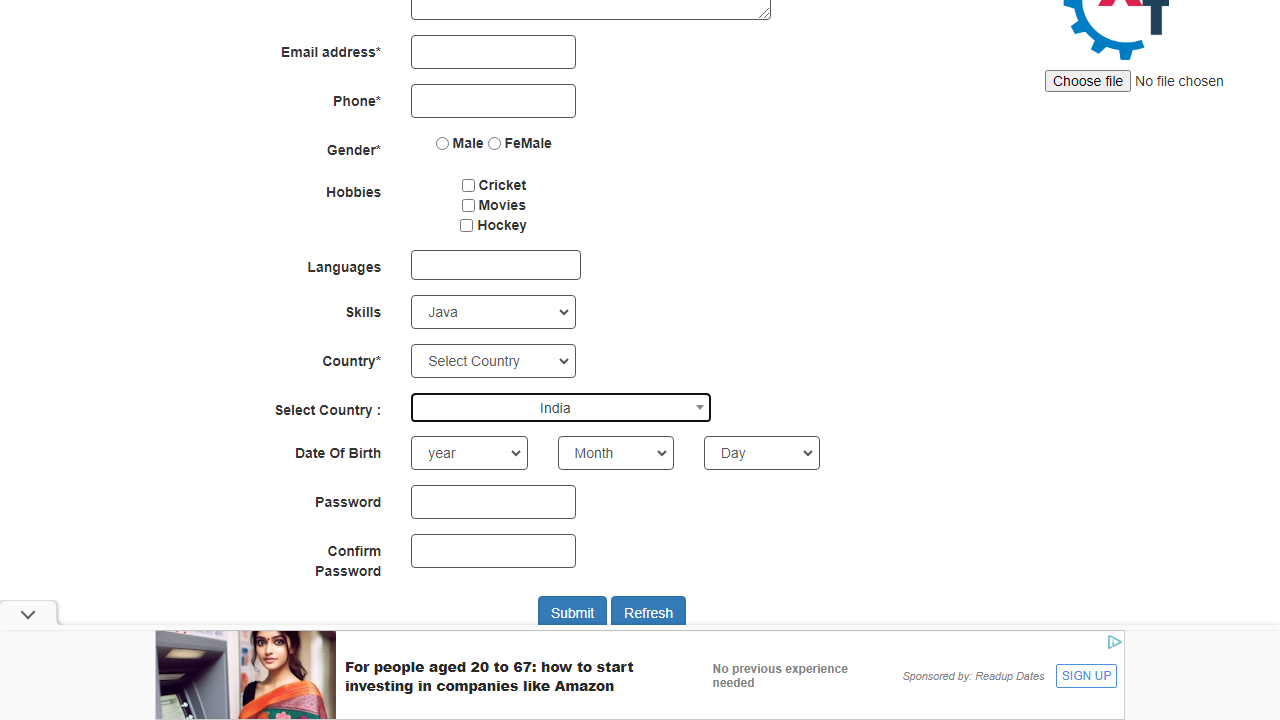 Email address*
Choose file No file chosen
Phone*
Gender* Male FeMale
Hobbies Cricket
Movies
Hockey
Languages
Skills Java
Country* Select Country
Select Country : India
Date Of Birth year Month Day
Password
Confirm
Password
Submit Refresh
For people aged 20 to 67: how to start
investing in companies like Amazon
No previous experience
needed
Sponsored by: Readup Dates
SIGN UP